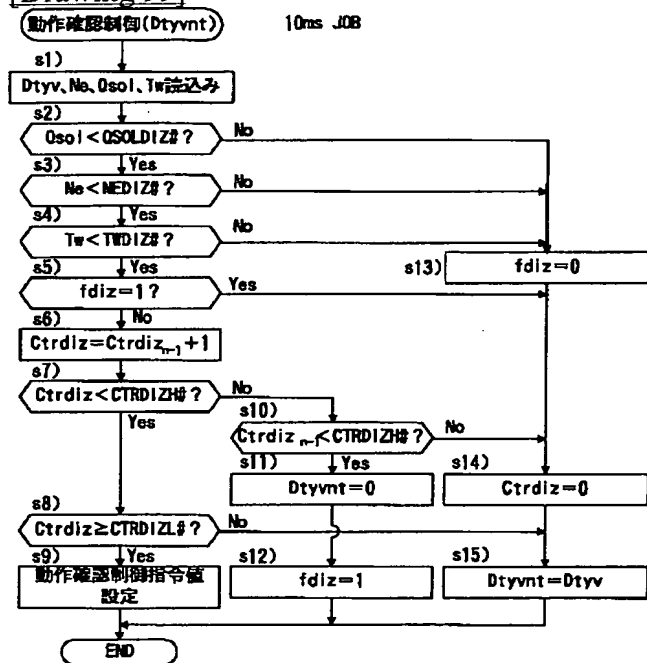 動作確認制御(Dtyvnt)
10ms JOB
s1)
Dtyv、Ne、Qsol、Tw読込み
s2)
Qsol<QSOLDIZ#?
No
s3)
Yes
Ne<NEDIZ#?
No
s4)
Yes
Tw<TWDIZ#?
No
s5)
Yes
s13)
fdiz=0
fdiz=1?
Yes
s6)
No
Ctrdiz=Ctrdizn-1+1
s7)
Ctrdiz<CTRDIZH#?
No
Yes
s10)
Ctrdiz n-1<CTRDIZH#?
No
s11)
Yes
s14)
Dtyvnt=0
Ctrdiz=0
s8)
Ctrdiz≧CTRDIZL#?
No
s9)
Yes
s12)
s15)
動作確認制御指令値
設定
fdiz=1
Dtyvnt=Dtyv
END